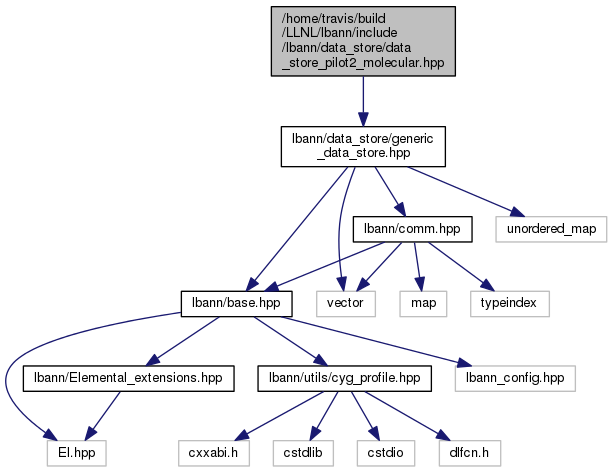 /home/travis/build
/LLNL/lbann/include
/lbann/data_store/data
_store_pilot2_molecular.hpp
lbann/data_store/generic
_data_store.hpp
lbann/comm.hpp
unordered_map
lbann/base.hpp
vector
map
typeindex
lbann/Elemental_extensions.hpp
lbann/utils/cyg_profile.hpp
lbann_config.hpp
El.hpp
cxxabi.h
cstdlib
cstdio
dlfcn.h